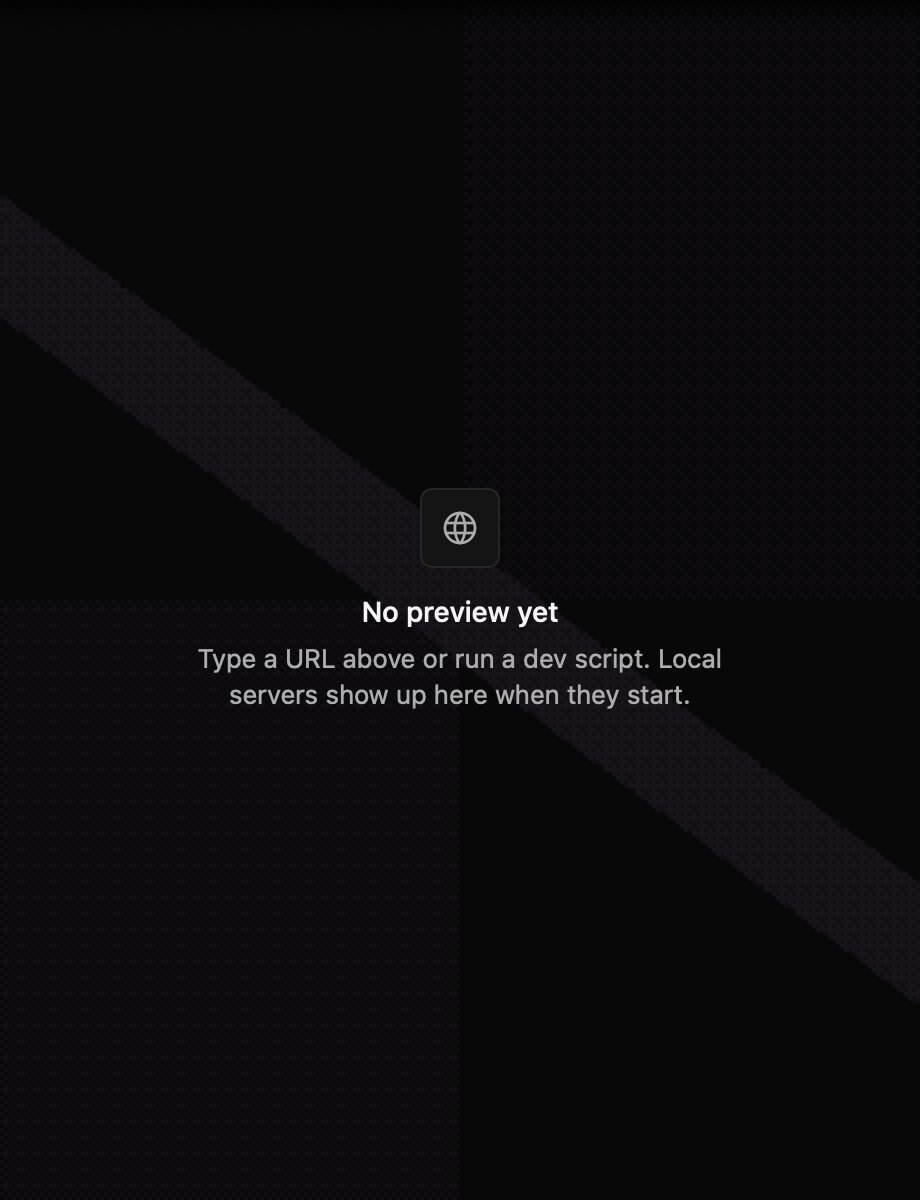 No preview yet
Type a URL above or run a dev script. Local
servers show up here when they start.